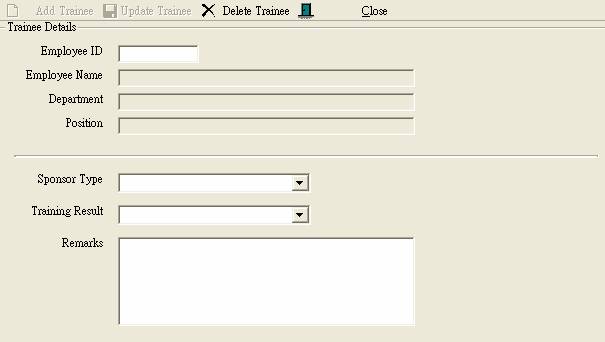 Add Trainee Update Trainee Delete Trainee Close
Trainee Details
Employee ID
Employee Name
Department
Position
Sponsor Type
Training Result
Remarks